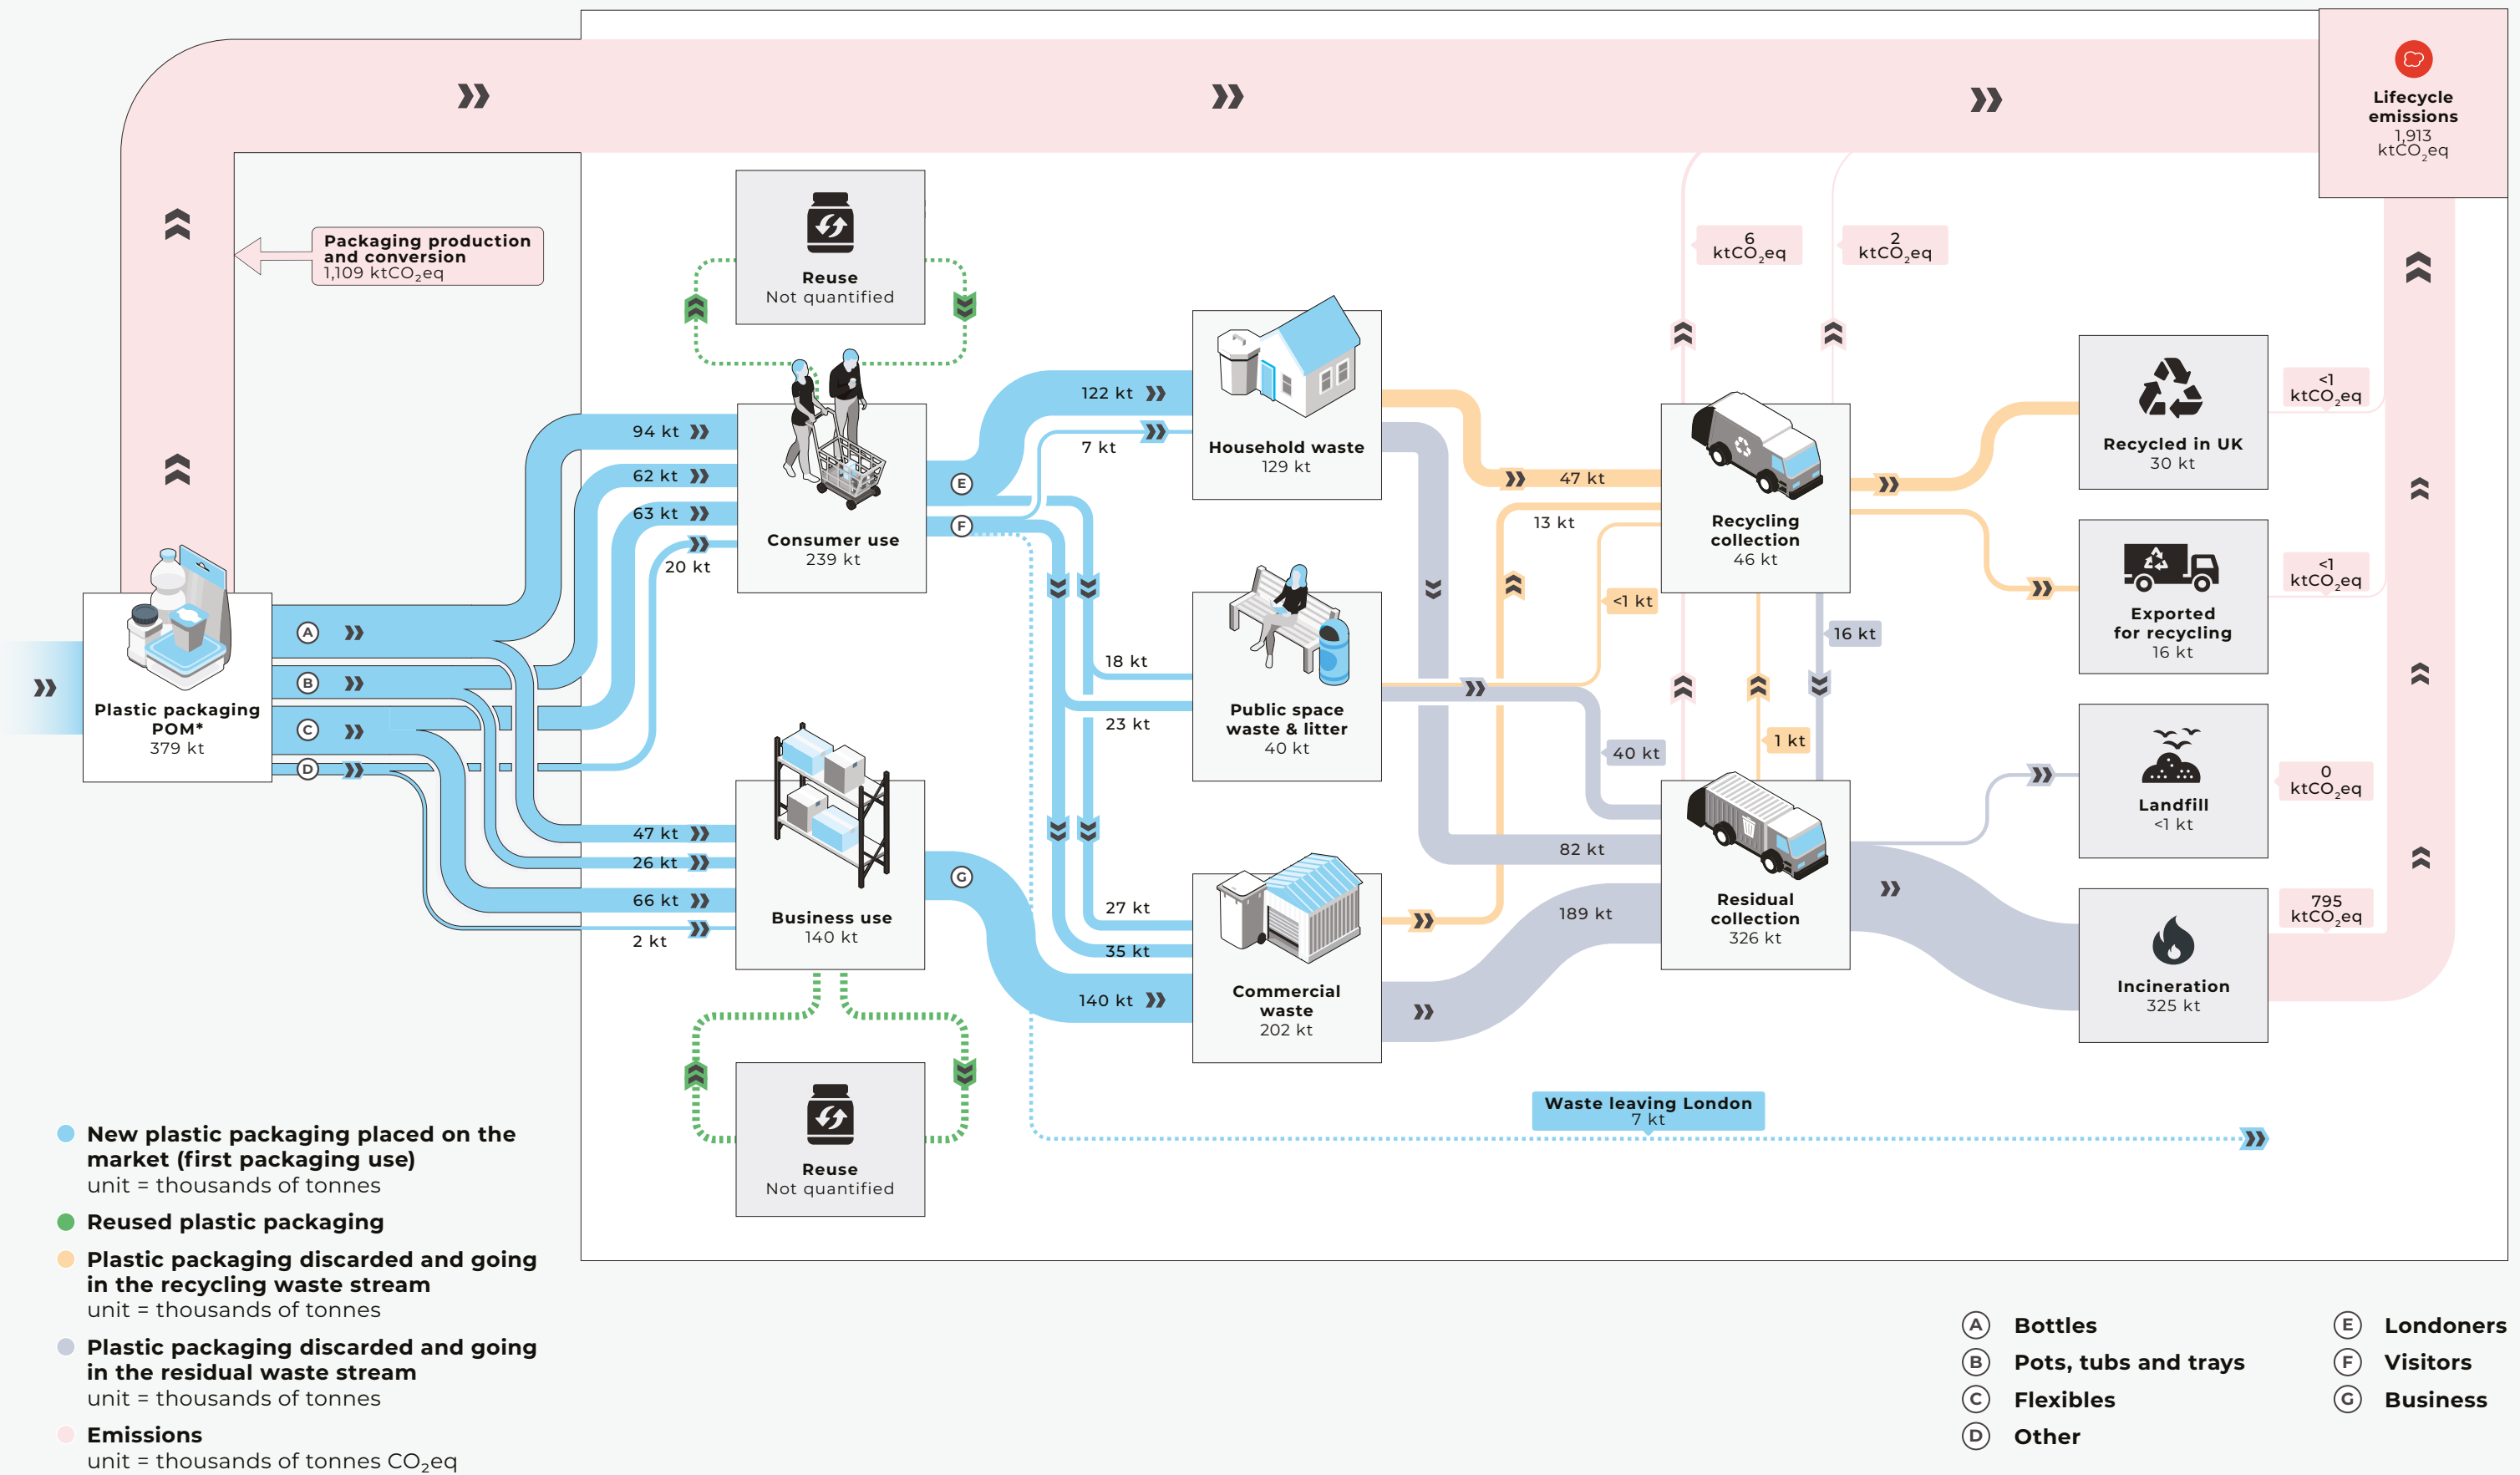 Lifecycle
emissions
1,913
ktCO₂eq
Packaging production
and conversion
1,109 ktCO₂eq
Reuse
Not quantified
6
ktCO₂eq
2
ktCO₂eq
Plastic packaging
POM*
379 kt
A
B
C
D
94 kt
62 kt
63 kt
20 kt
Consumer use
239 kt
47 kt
26 kt
66 kt
2 kt
Business use
140 kt
Reuse
Not quantified
E
F
G
122 kt
7 kt
18 kt
23 kt
27 kt
35 kt
140 kt
Household waste
129 kt
Public space
waste & litter
40 kt
Commercial
waste
202 kt
47 kt
13 kt
<1 kt
40 kt
82 kt
189 kt
Recycling
collection
46 kt
16 kt
1 kt
Residual
collection
326 kt
Recycled in UK
30 kt
<1
ktCO₂eq
Exported
for recycling
16 kt
<1
ktCO₂eq
Landfill
<1 kt
0
ktCO₂eq
Incineration
325 kt
795
ktCO₂eq
Waste leaving London
7 kt
New plastic packaging placed on the
market (first packaging use)
unit = thousands of tonnes
Reused plastic packaging
Plastic packaging discarded and going
in the recycling waste stream
unit = thousands of tonnes
Plastic packaging discarded and going
in the residual waste stream
unit = thousands of tonnes
Emissions
unit = thousands of tonnes CO₂eq
A Bottles
B Pots, tubs and trays
C Flexibles
D Other
E Londoners
F Visitors
G Business